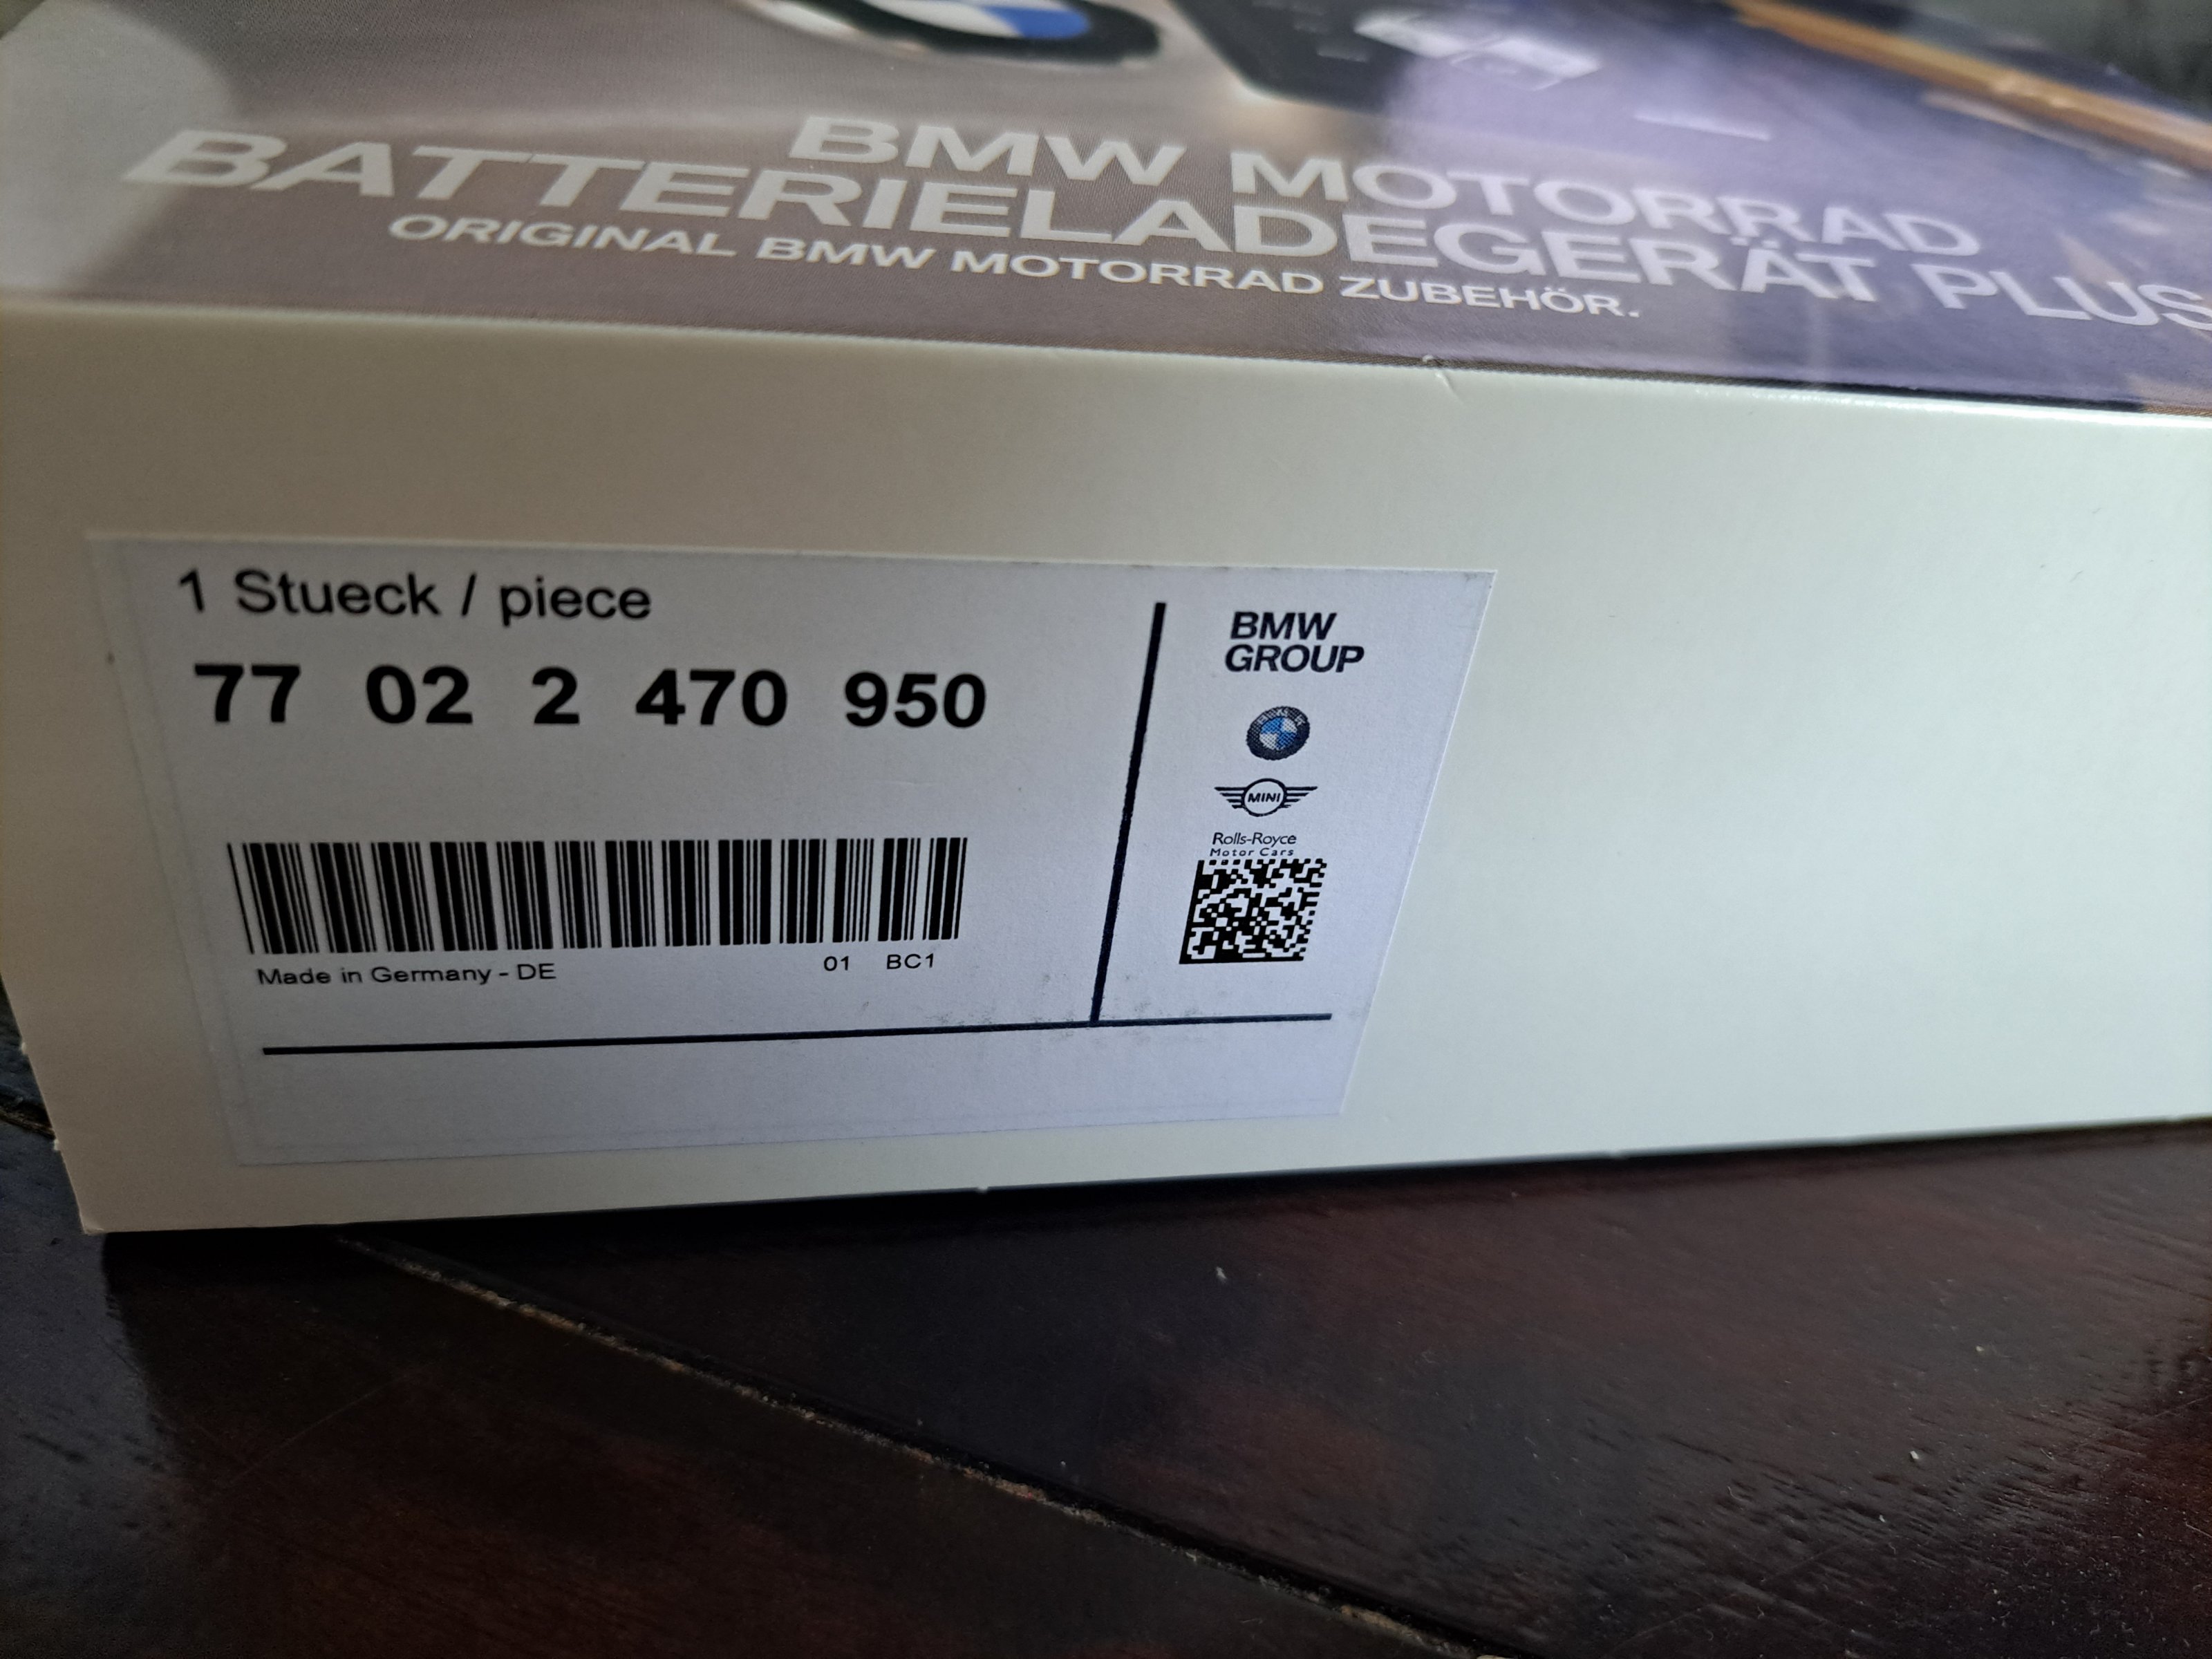 BMW MOTORRAD
BATTERIELADEGERÄT PLUS
ORIGINAL BMW MOTORRAD ZUBEHÖR.
1 Stueck / piece
77 02 2 470 950
Made in Germany - DE 01 BC1
BMW
GROUP
MINI
Rolls-Royce
Motor Cars